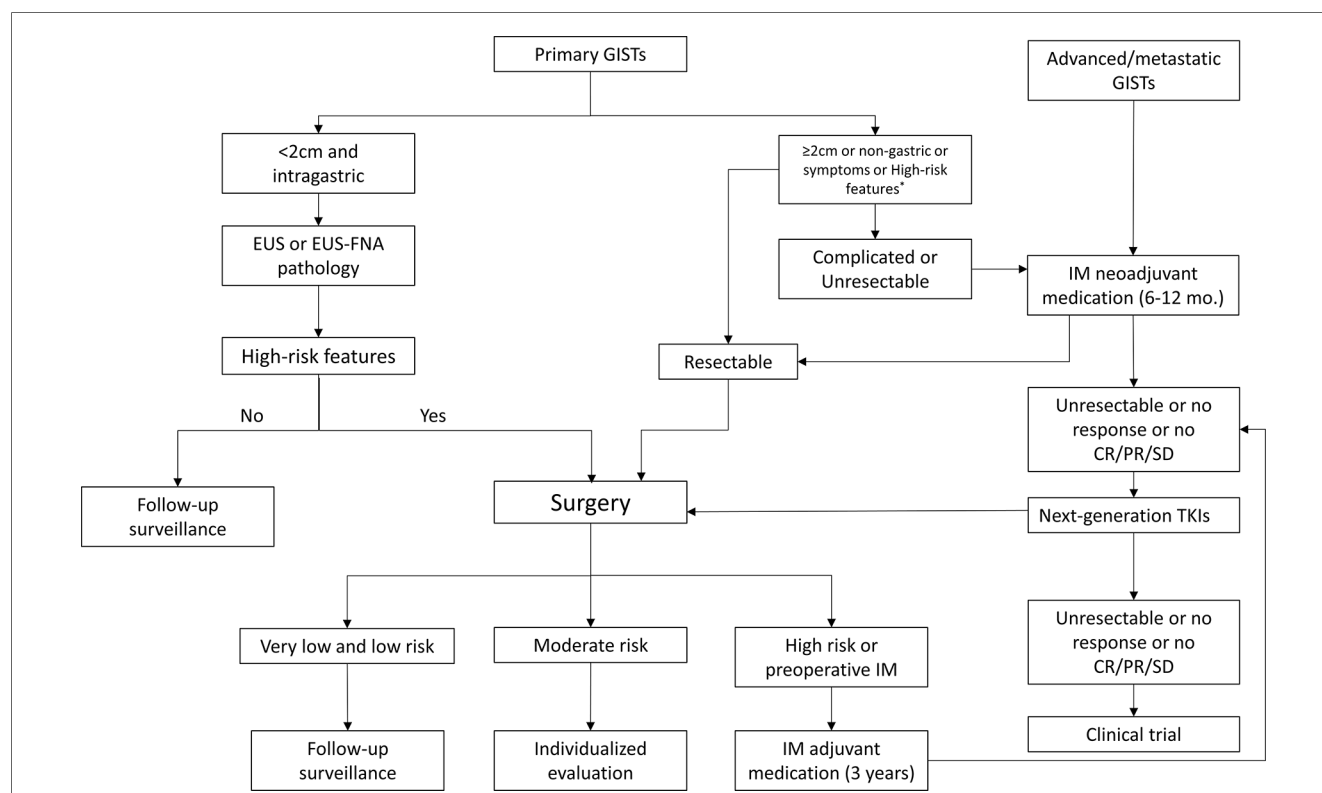 Primary GISTs
Advanced/metastatic
GISTs
<2cm and
intragastric
≥2cm or non-gastric or
symptoms or High-risk
features*
EUS or EUS-FNA
pathology
Complicated or
Unresectable
IM neoadjuvant
medication (6-12 mo.)
High-risk features
Resectable
No
Yes
Unresectable or no
response or no
CR/PR/SD
Follow-up
surveillance
Surgery
Next-generation TKIs
Very low and low risk
Moderate risk
High risk or
preoperative IM
Unresectable or no
response or no
CR/PR/SD
Follow-up
surveillance
Individualized
evaluation
IM adjuvant
medication (3 years)
Clinical trial